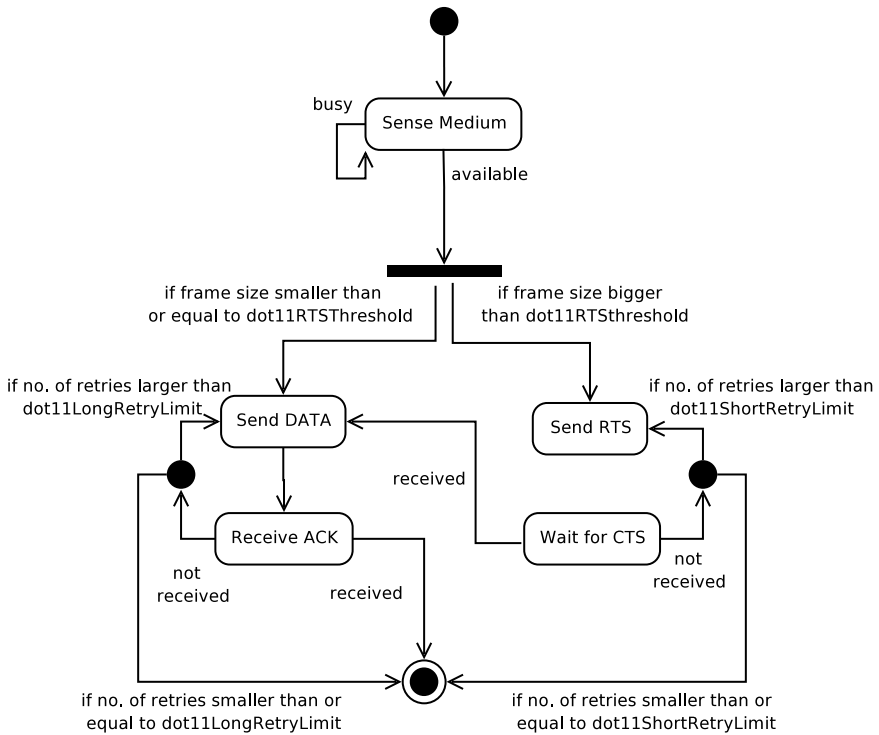 busy
Sense Medium
available
if frame size smaller than
or equal to dot11RTSThreshold
if frame size bigger
than dot11RTSthreshold
if no. of retries larger than
dot11LongRetryLimit
if no. of retries larger than
dot11ShortRetryLimit
Send DATA
Send RTS
received
Receive ACK
Wait for CTS
not
received
received
not
received
if no. of retries smaller than or
equal to dot11LongRetryLimit
if no. of retries smaller than or
equal to dot11ShortRetryLimit